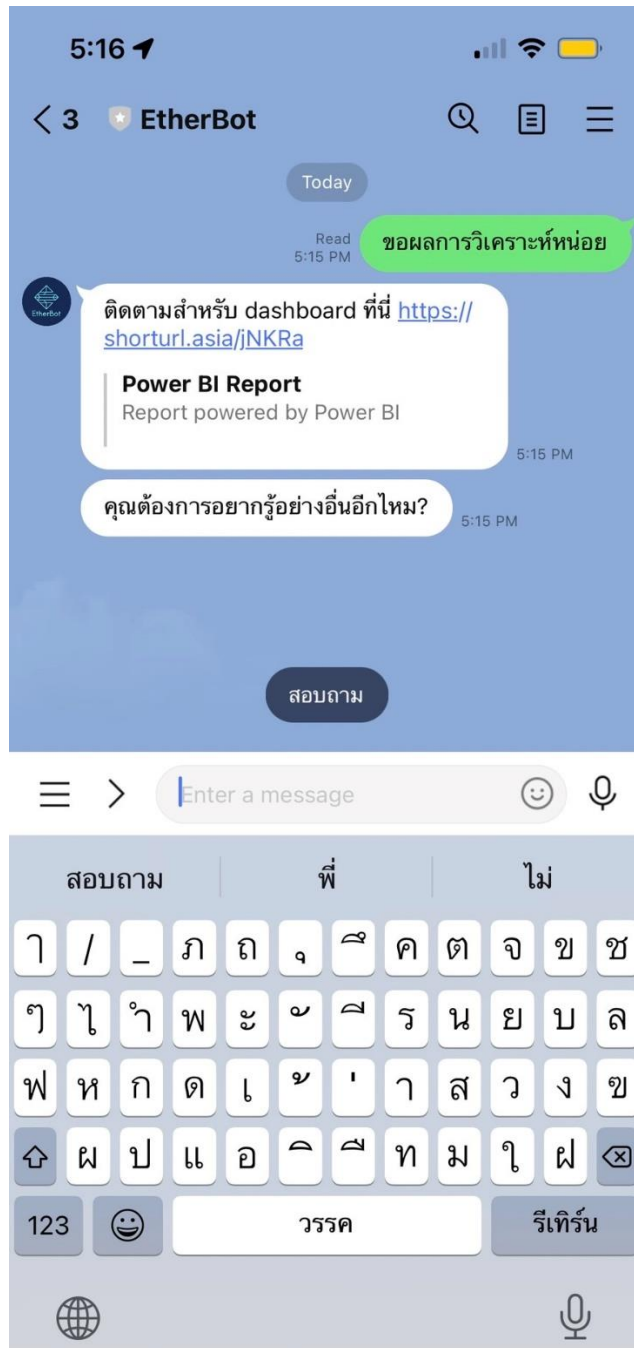 5:16
3 EtherBot
Today
ขอผลการวิเคราะห์หน่อย
Read
5:15 PM
EtherBot
ติดตามสำหรับ dashboard ที่นี่ https://
shorturl.asia/jNKRa
Power BI Report
Report powered by Power BI
5:15 PM
คุณต้องการอยากรู้อย่างอื่นอีกไหม?
5:15 PM
สอบถาม
Enter a message
สอบถาม พี่ ไม่
ๅ / _ ภ ถ ุ ึ ค ต จ ข ช
ๆ ไ ำ พ ะ ั ี ร น ย บ ล
ฟ ห ก ด เ ้ ่ า ส ว ง ฃ
ผ ป แ อ ิ ื ท ม ใ ฝ
123 วรรค รีเทิร์น